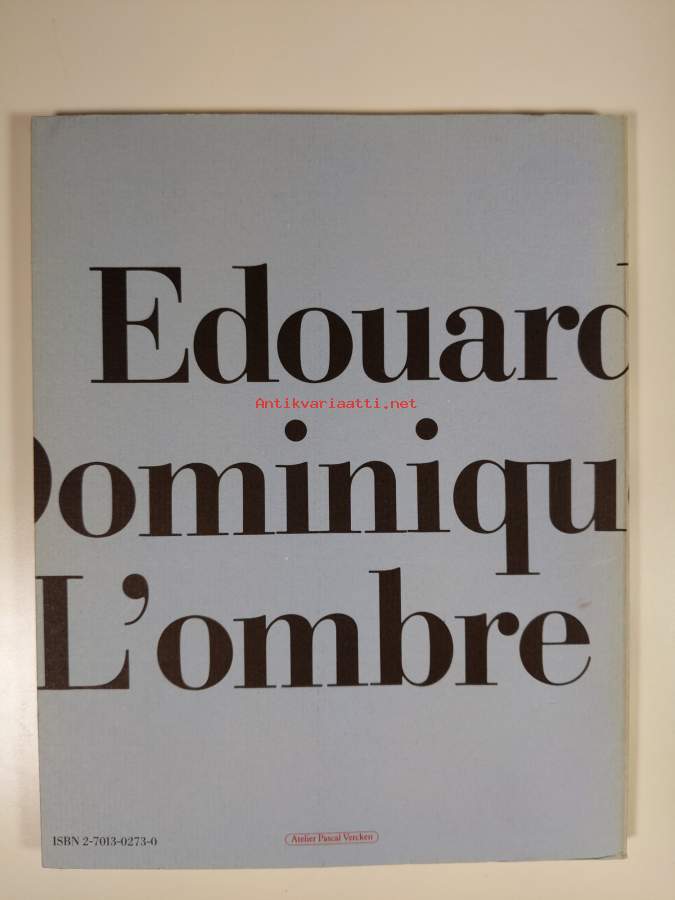 Edouard
Antikvariaatti.net
Dominique
L'ombre
ISBN 2-7013-0273-0
Atelier Pascal Vercken